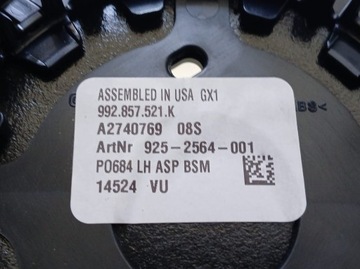 ASSEMBLED IN USA GX1
992.857.521.K
A2740769 08S
ArtNr 925-2564-001
PO684 LH ASP BSM
14524 VU